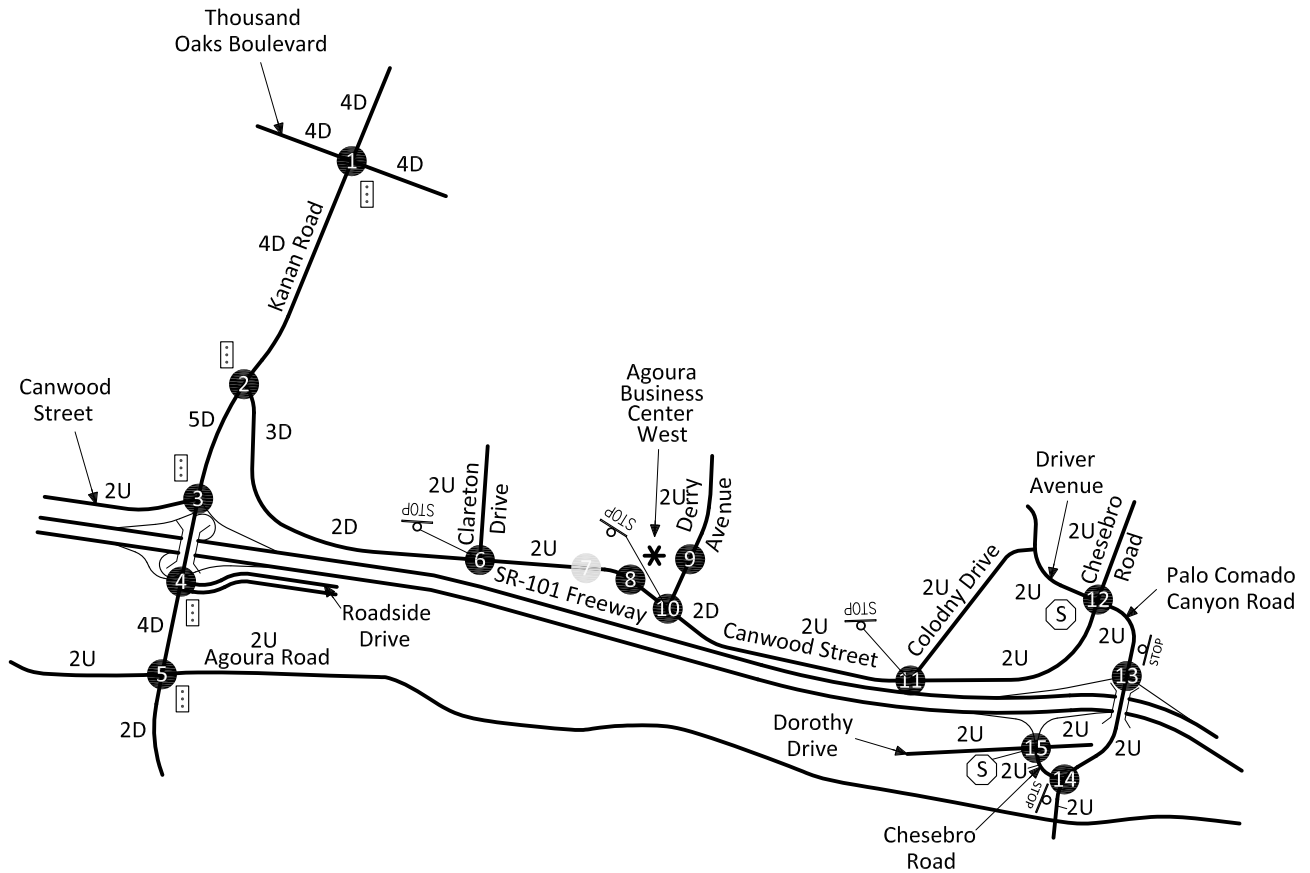 Thousand
Oaks Boulevard
4D
4D
1
4D
4D
Kanan Road
2
Canwood
Street
5D
3D
2U
3
2D
4
4D
Roadside
Drive
2U
2U
Agoura Road
5
2D
STOP
2U
Clareton
Drive
6
2U
7
SR-101 Freeway
STOP
8
Agoura
Business
Center
West
2U
Derry
Avenue
9
10
2D
Canwood Street
2U
STOP
11
2U
Colodny Drive
2U
Driver
Avenue
2U
Chesebro
Road
2U
S
12
Palo Comado
Canyon Road
2U
STOP
13
Dorothy
Drive
2U
2U
2U
15
S
2U
14
STOP
2U
Chesebro
Road